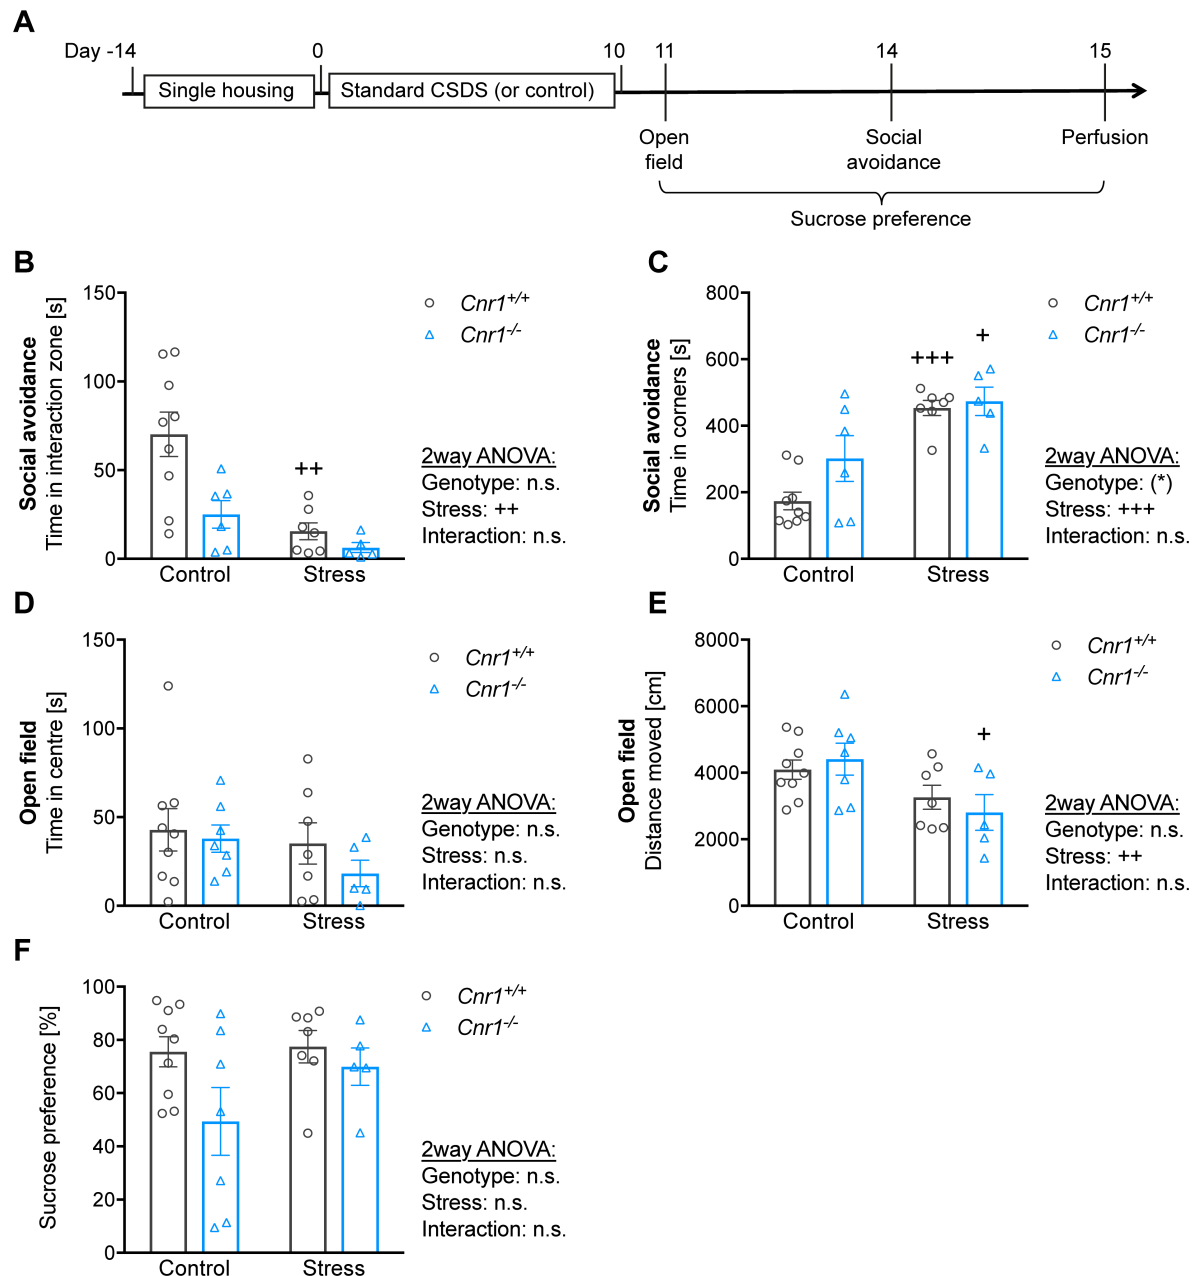 A
Day -14
0
10
11
14
15
Single housing
Standard CSDS (or control)
Open
field
Social
avoidance
Perfusion
Sucrose preference
B
Social avoidance
Time in interaction zone [s]
150
100
50
0
Control
Stress
++
Cnr1+/+
Cnr1-/-
2way ANOVA:
Genotype: n.s.
Stress: ++
Interaction: n.s.
C
Social avoidance
Time in corners [s]
800
600
400
200
0
Control
Stress
+++
+
Cnr1+/+
Cnr1-/-
2way ANOVA:
Genotype: (*)
Stress: +++
Interaction: n.s.
D
Open field
Time in centre [s]
150
100
50
0
Control
Stress
Cnr1+/+
Cnr1-/-
2way ANOVA:
Genotype: n.s.
Stress: n.s.
Interaction: n.s.
E
Open field
Distance moved [cm]
8000
6000
4000
2000
0
Control
Stress
+
Cnr1+/+
Cnr1-/-
2way ANOVA:
Genotype: n.s.
Stress: ++
Interaction: n.s.
F
Sucrose preference [%]
100
80
60
40
20
0
Control
Stress
Cnr1+/+
Cnr1-/-
2way ANOVA:
Genotype: n.s.
Stress: n.s.
Interaction: n.s.